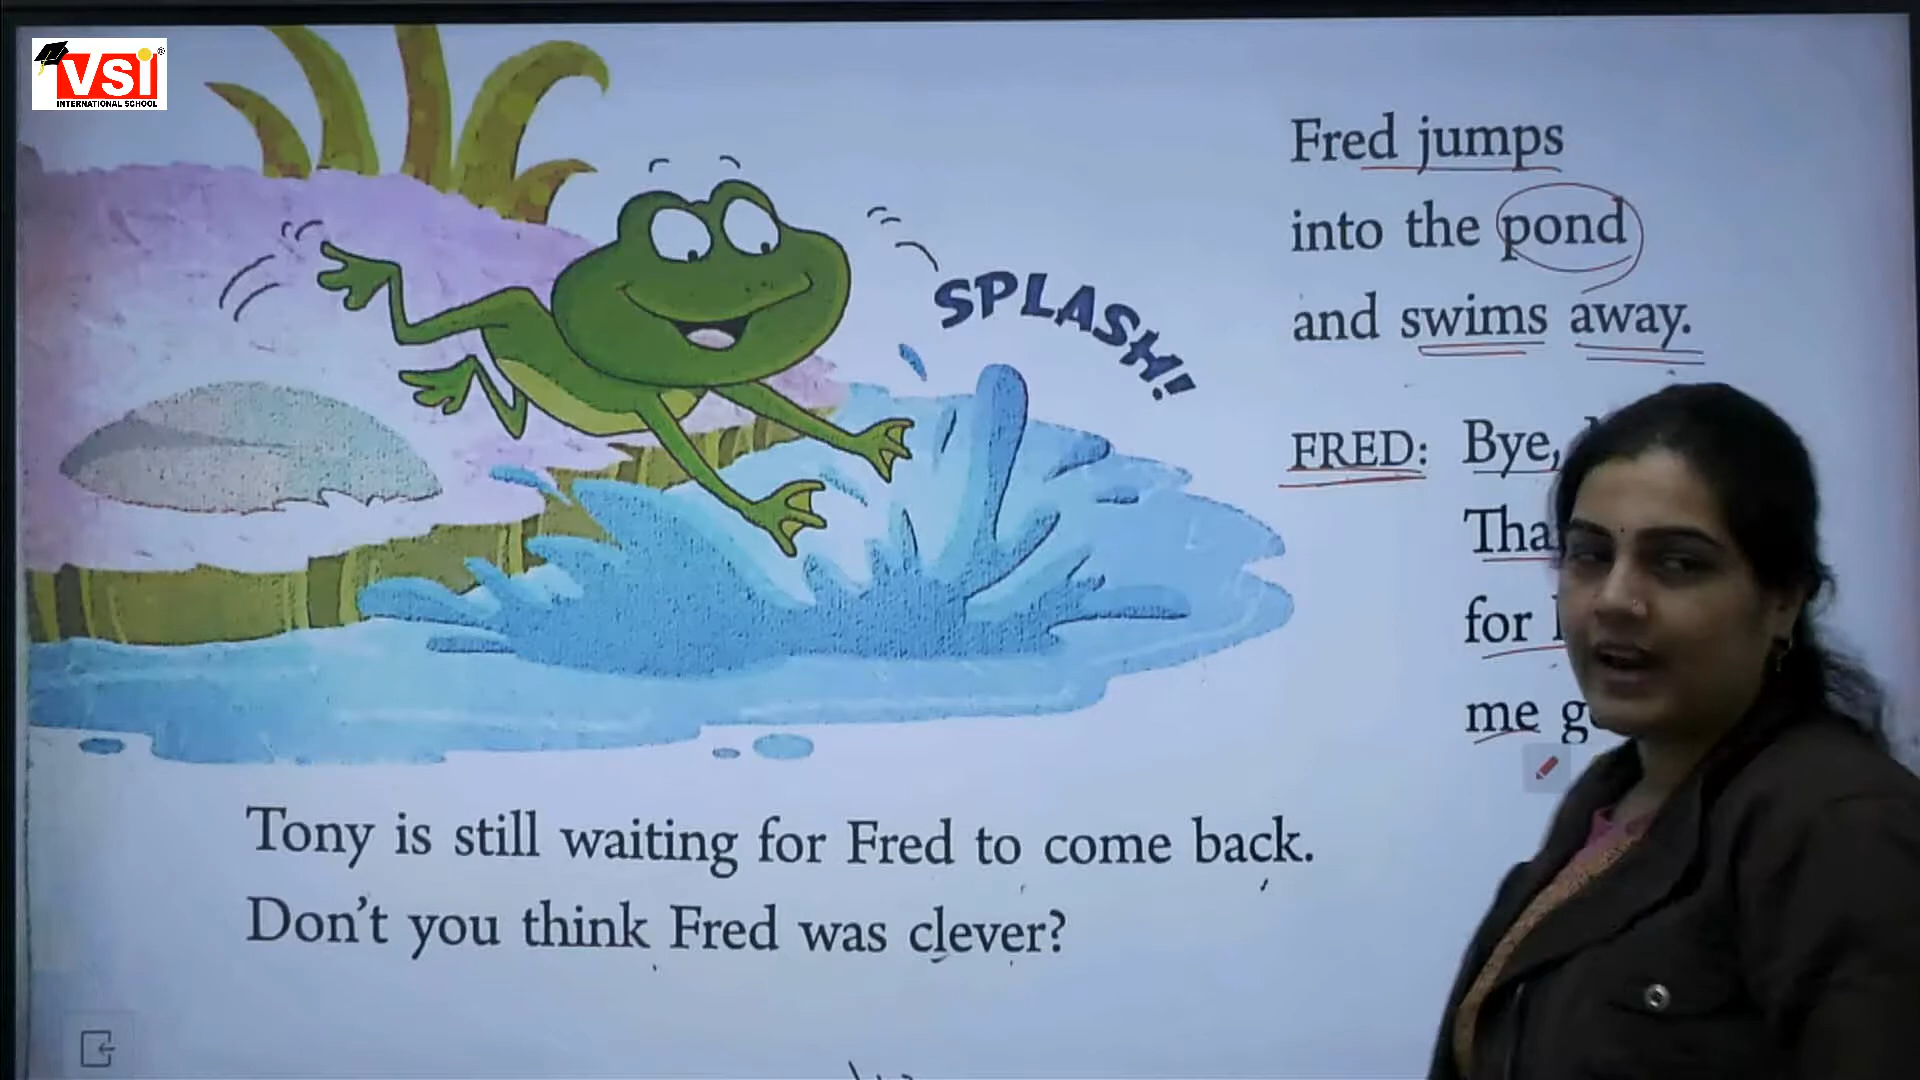 VSI
INTERNATIONAL SCHOOL
SPLASH!
Fred jumps
into the pond
and swims away.
FRED: Bye,
for
me
Tony is still waiting for Fred to come back.
Don't you think Fred was clever?